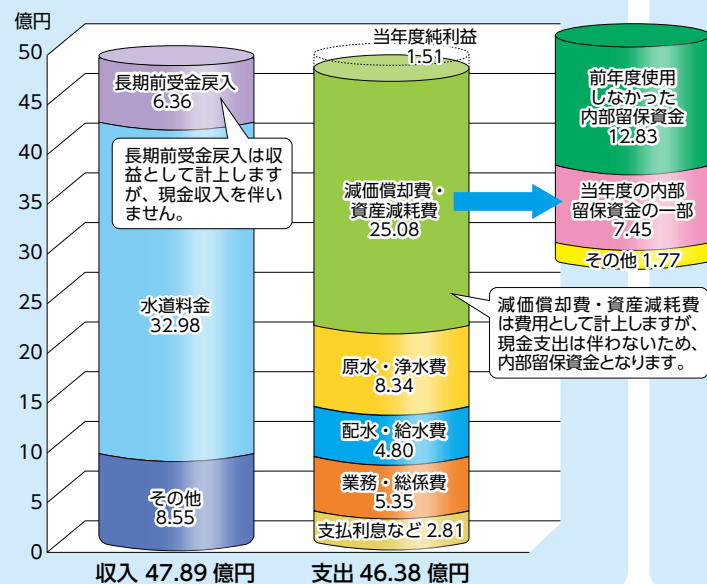 億円
50
45
40
35
30
25
20
15
10
5
0
長期前受金戻入
6.36
長期前受金戻入は収
益として計上します
が、現金収入を伴い
ません。
水道料金
32.98
その他
8.55
収入 47.89 億円
当年度純利益
1.51
減価償却費・
資産減耗費
25.08
原水・浄水費
8.34
配水・給水費
4.80
業務・総係費
5.35
支払利息など 2.81
支出 46.38 億円
前年度使用
しなかった
内部留保資金
12.83
当年度の内部
留保資金の一部
7.45
その他 1.77
減価償却費・資産減耗費
は費用として計上しますが、
現金支出は伴わないため、
内部留保資金となります。